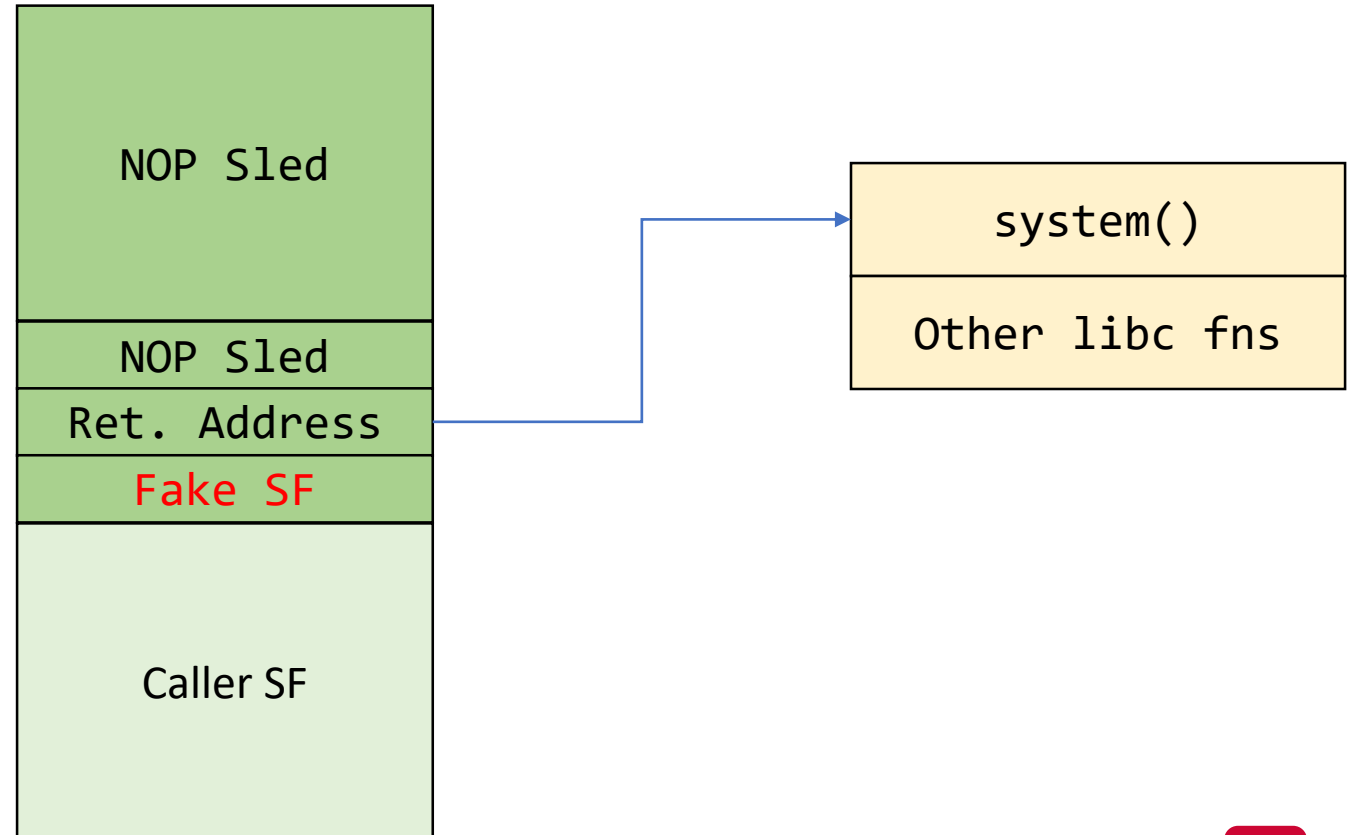 NOP Sled
NOP Sled
Ret. Address
Fake SF
Caller SF
system()
Other libc fns